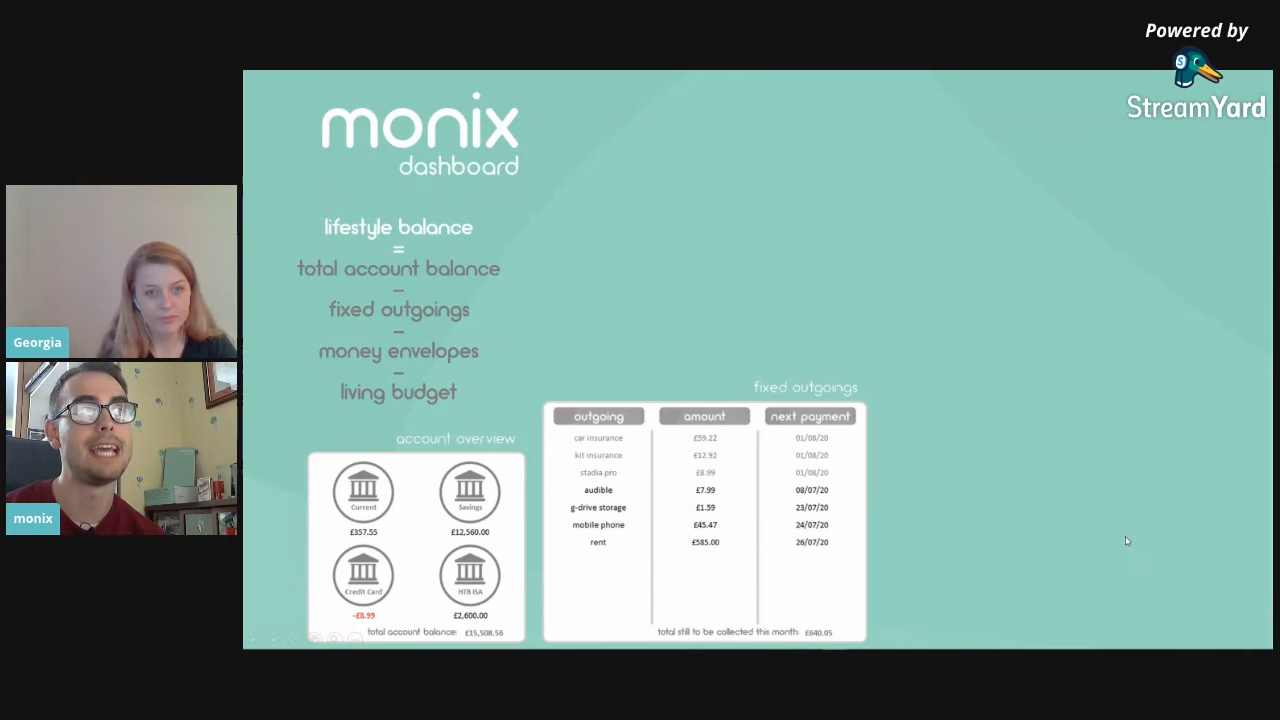 Powered by
StreamYard
Georgia
monix
monix
dashboard
lifestyle balance
=
total account balance
–
fixed outgoings
–
money envelopes
–
living budget
account overview
Current
Savings
£357.55
£12,560.00
Credit Card
HTB ISA
-£8.99
£2,600.00
total account balance: £15,508.56
fixed outgoings
outgoing amount next payment
car insurance £59.22 01/08/20
kit insurance £12.92 01/08/20
stadia pro £8.99 01/08/20
audible £7.99 08/07/20
g-drive storage £1.59 23/07/20
mobile phone £45.47 24/07/20
rent £585.00 26/07/20
total still to be collected this month: £640.05